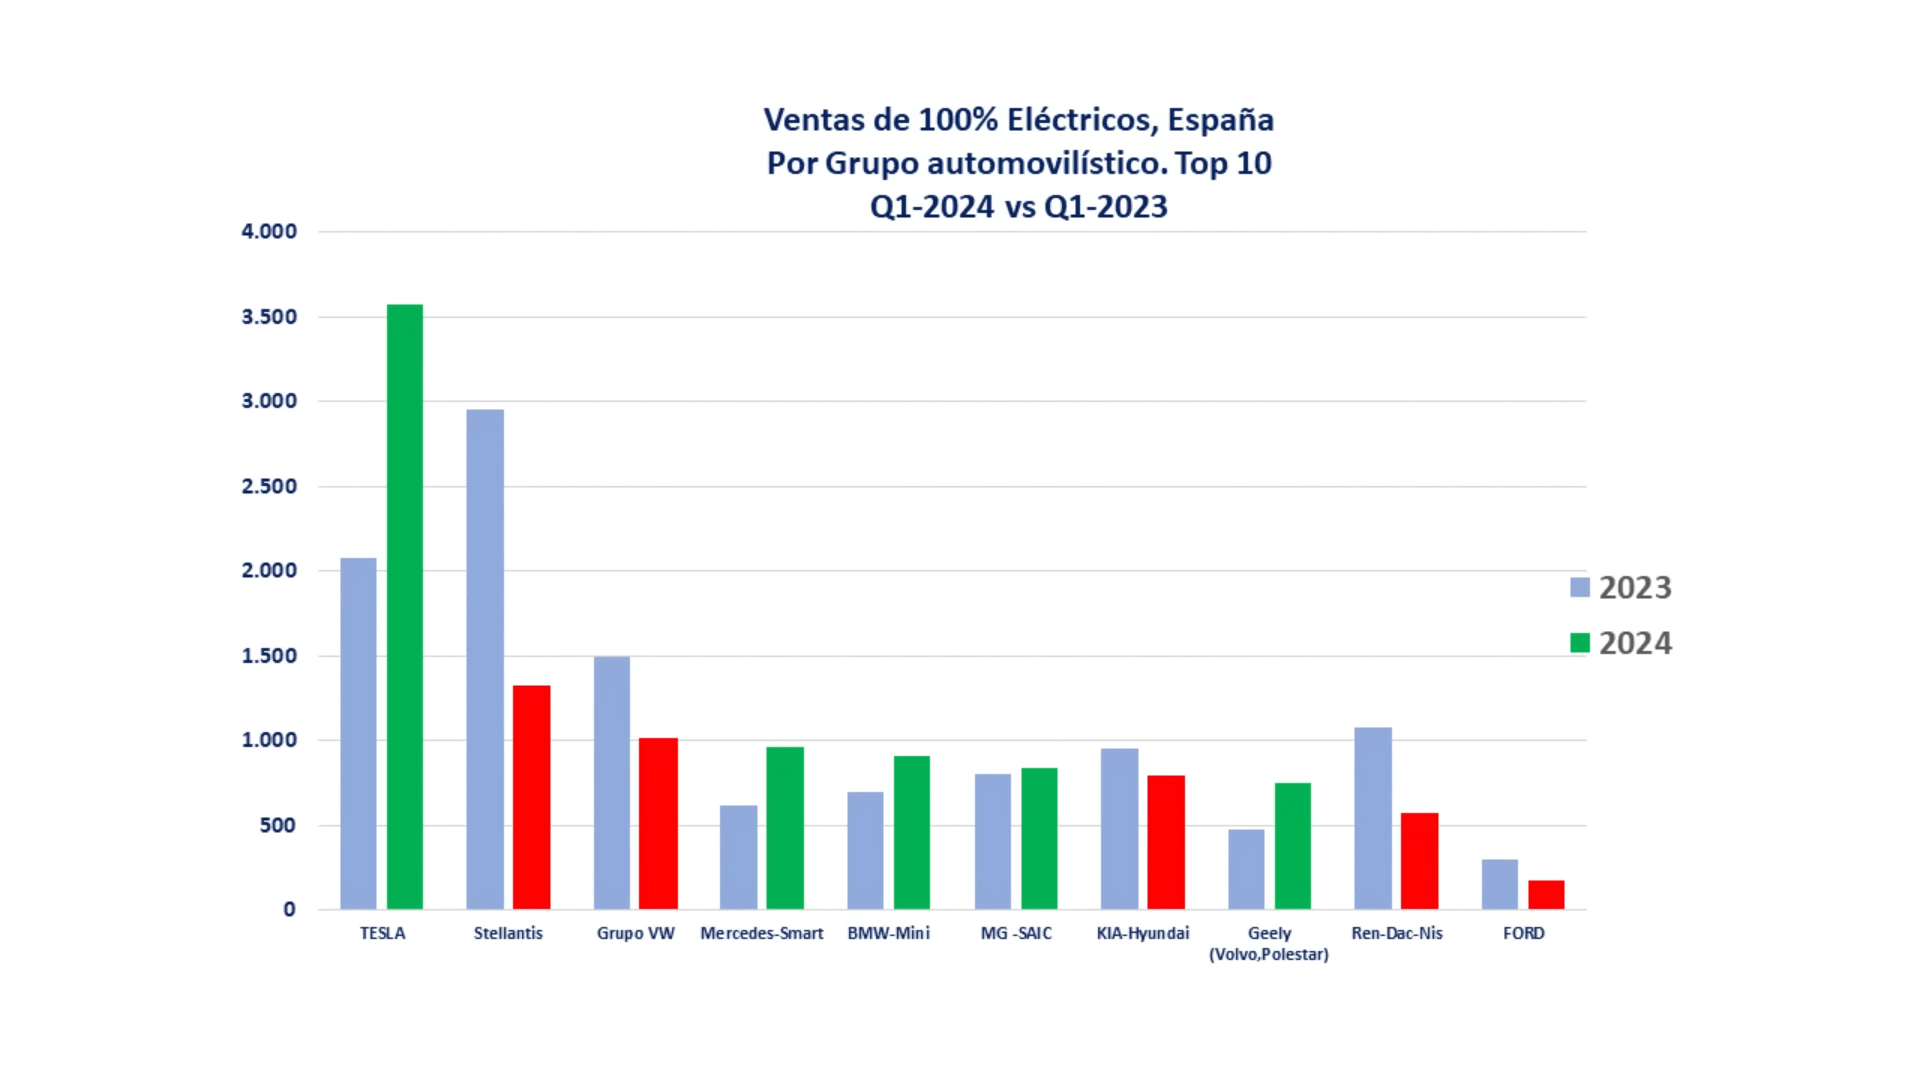 Ventas de 100% Eléctricos, España
Por Grupo automovilístico. Top 10
Q1-2024 vs Q1-2023
4.000
3.500
3.000
2.500
2.000
1.500
1.000
500
0
2023
2024
TESLA
Stellantis
Grupo VW
Mercedes-Smart
BMW-Mini
MG -SAIC
KIA-Hyundai
Geely
(Volvo,Polestar)
Ren-Dac-Nis
FORD